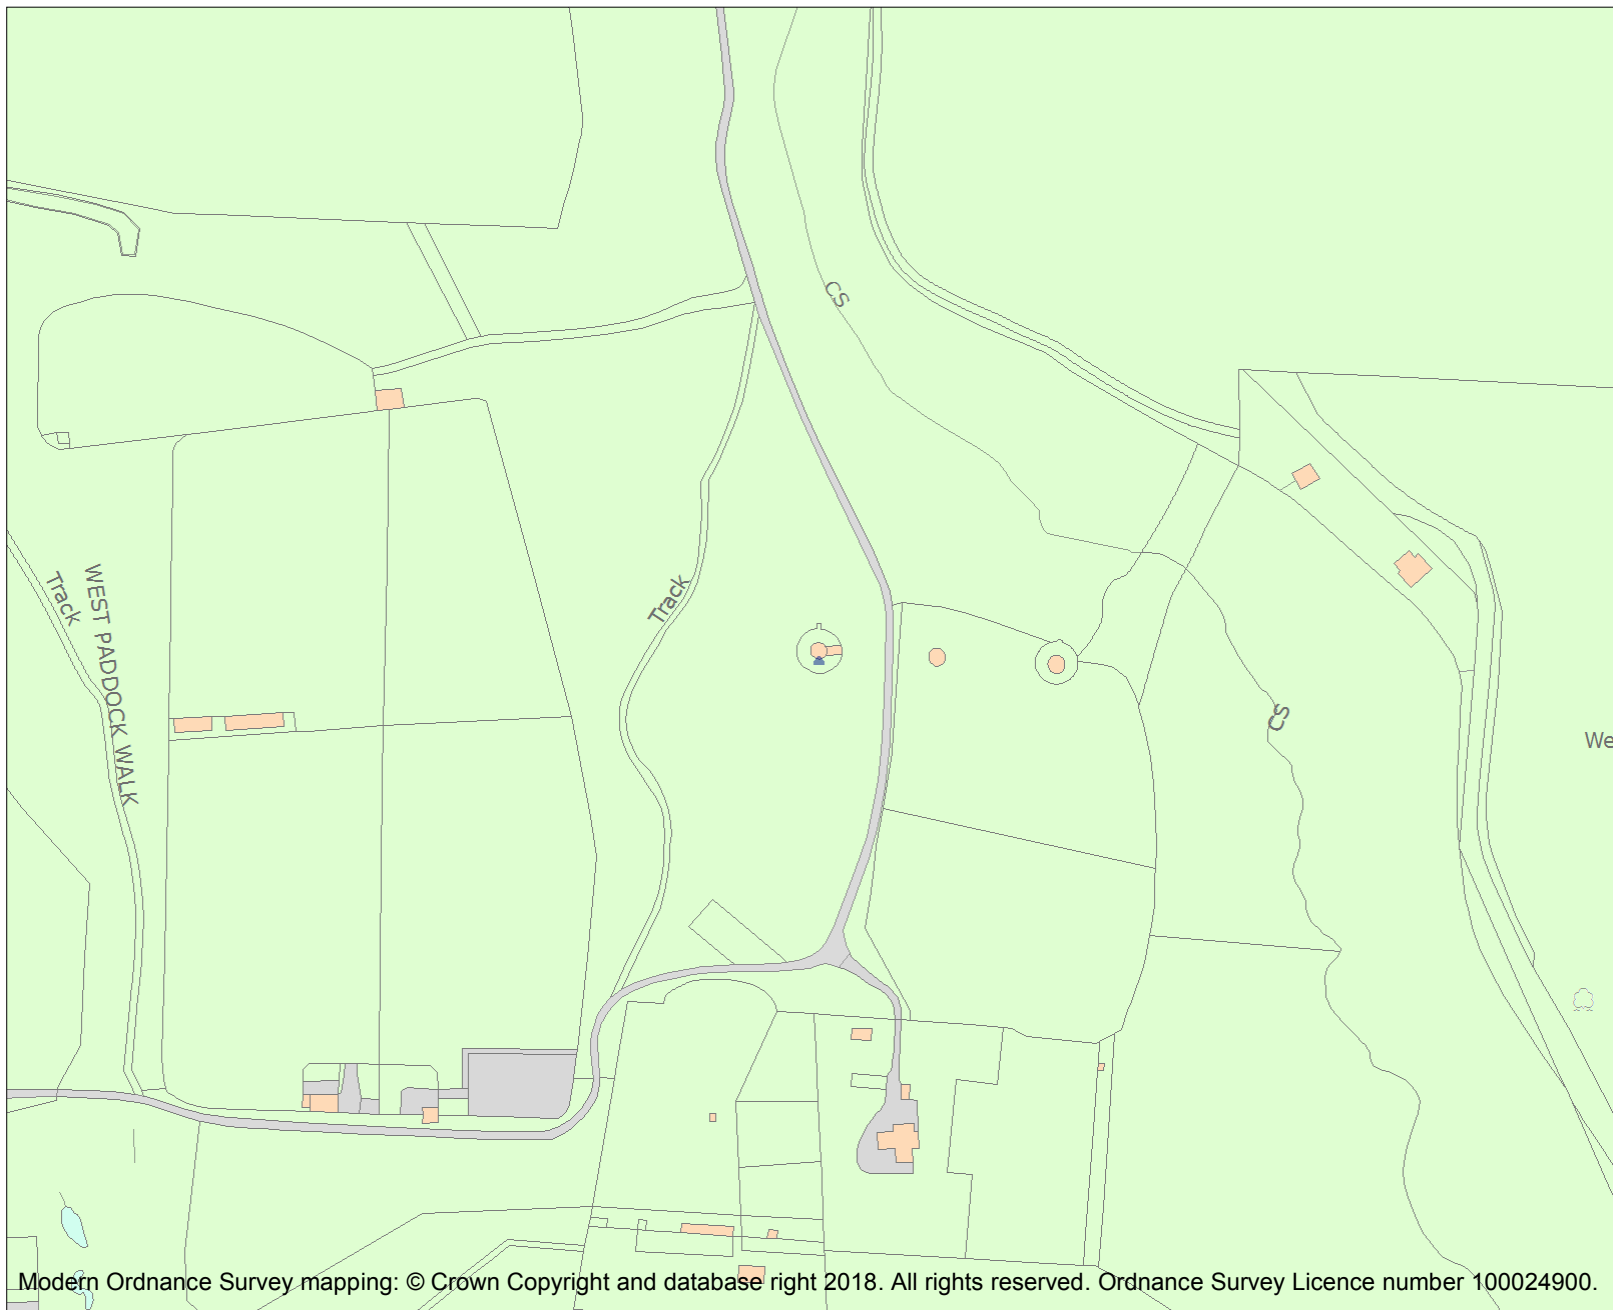 CS
Track
WEST PADDOCK WALK
Track
CS
We
Modern Ordnance Survey mapping: © Crown Copyright and database right 2018. All rights reserved. Ordnance Survey Licence number 100024900.